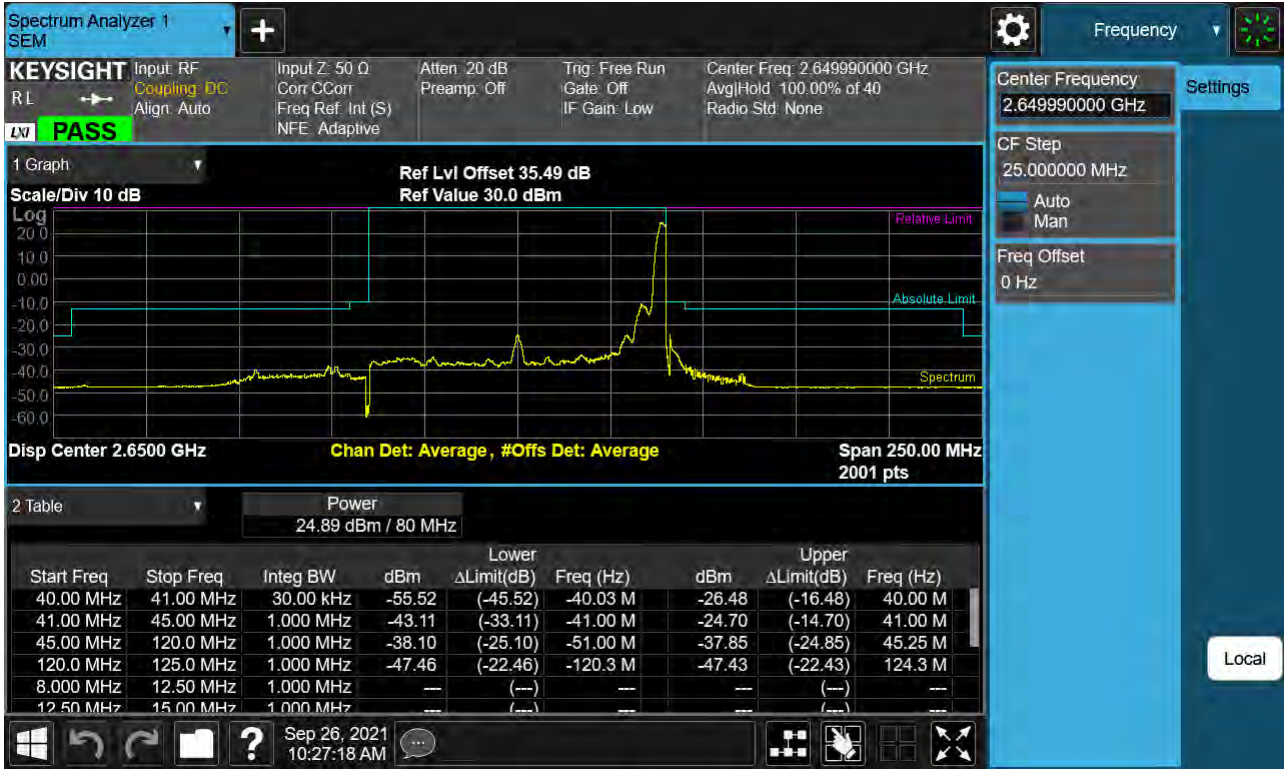 Spectrum Analyzer 1
SEM
Frequency
KEYSIGHT
R L
LXI
PASS
Input: RF
Coupling: DC
Align: Auto
Input Z: 50 Ω
Corr CCorr
Freq Ref: Int (S)
NFE: Adaptive
Atten: 20 dB
Preamp: Off
Trig: Free Run
Gate: Off
IF Gain: Low
Center Freq: 2.649990000 GHz
Avg|Hold: 100.00% of 40
Radio Std: None
Center Frequency
2.649990000 GHz
Settings
CF Step
25.000000 MHz
Auto
Man
Freq Offset
0 Hz
Local
1 Graph
Scale/Div 10 dB
Ref Lvl Offset 35.49 dB
Ref Value 30.0 dBm
Log
20.0
10.0
0.00
-10.0
-20.0
-30.0
-40.0
-50.0
-60.0
Relative Limit
Absolute Limit
Spectrum
Disp Center 2.6500 GHz
Chan Det: Average, #Offs Det: Average
Span 250.00 MHz
2001 pts
2 Table
Power
24.89 dBm / 80 MHz
Lower Upper
Start Freq Stop Freq Integ BW dBm ΔLimit(dB) Freq (Hz) dBm ΔLimit(dB) Freq (Hz)
40.00 MHz 41.00 MHz 30.00 kHz -55.52 (-45.52) -40.03 M -26.48 (-16.48) 40.00 M
41.00 MHz 45.00 MHz 1.000 MHz -43.11 (-33.11) -41.00 M -24.70 (-14.70) 41.00 M
45.00 MHz 120.0 MHz 1.000 MHz -38.10 (-25.10) -51.00 M -37.85 (-24.85) 45.25 M
120.0 MHz 125.0 MHz 1.000 MHz -47.46 (-22.46) -120.3 M -47.43 (-22.43) 124.3 M
8.000 MHz 12.50 MHz 1.000 MHz --- (---) --- --- (---) ---
12.50 MHz 15.00 MHz 1.000 MHz --- (---) --- --- (---) ---
Sep 26, 2021
10:27:18 AM